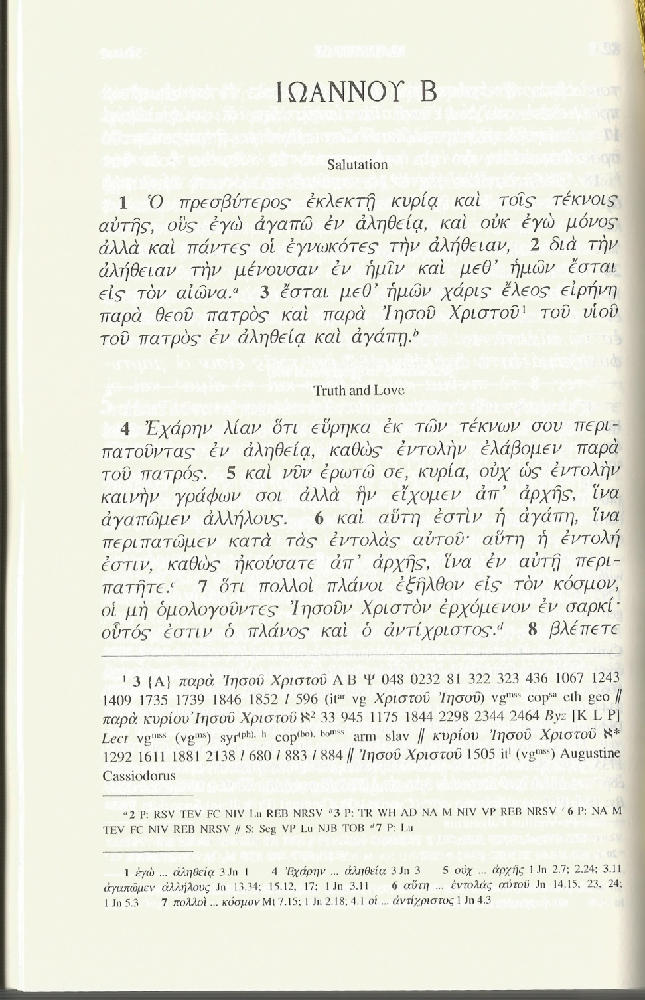 ΙΩΑΝΝΟΥ Β
Salutation
1 Ὁ πρεσβύτερος ἐκλεκτῇ κυρίᾳ καὶ τοῖς τέκνοις
αὐτῆς, οὓς ἐγὼ ἀγαπῶ ἐν ἀληθείᾳ, καὶ οὐκ ἐγὼ μόνος
ἀλλὰ καὶ πάντες οἱ ἐγνωκότες τὴν ἀλήθειαν, 2 διὰ τὴν
ἀλήθειαν τὴν μένουσαν ἐν ἡμῖν καὶ μεθ’ ἡμῶν ἔσται
εἰς τὸν αἰῶνα.ᵃ 3 ἔσται μεθ’ ἡμῶν χάρις ἔλεος εἰρήνη
παρὰ θεοῦ πατρὸς καὶ παρὰ Ἰησοῦ Χριστοῦ¹ τοῦ υἱοῦ
τοῦ πατρὸς ἐν ἀληθείᾳ καὶ ἀγάπῃ.ᵇ
Truth and Love
4 Ἐχάρην λίαν ὅτι εὕρηκα ἐκ τῶν τέκνων σου περι-
πατοῦντας ἐν ἀληθείᾳ, καθὼς ἐντολὴν ἐλάβομεν παρὰ
τοῦ πατρός. 5 καὶ νῦν ἐρωτῶ σε, κυρία, οὐχ ὡς ἐντολὴν
καινὴν γράφων σοι ἀλλὰ ἣν εἴχομεν ἀπ’ ἀρχῆς, ἵνα
ἀγαπῶμεν ἀλλήλους. 6 καὶ αὕτη ἐστὶν ἡ ἀγάπη, ἵνα
περιπατῶμεν κατὰ τὰς ἐντολὰς αὐτοῦ· αὕτη ἡ ἐντολή
ἐστιν, καθὼς ἠκούσατε ἀπ’ ἀρχῆς, ἵνα ἐν αὐτῇ περι-
πατῆτε.ᶜ 7 ὅτι πολλοὶ πλάνοι ἐξῆλθον εἰς τὸν κόσμον,
οἱ μὴ ὁμολογοῦντες Ἰησοῦν Χριστὸν ἐρχόμενον ἐν σαρκί·
οὗτός ἐστιν ὁ πλάνος καὶ ὁ ἀντίχριστος.ᵈ 8 βλέπετε
¹ 3 {A} παρὰ Ἰησοῦ Χριστοῦ A B Ψ 048 0232 81 322 323 436 1067 1243
1409 1735 1739 1846 1852 l 596 (itᵃʳ vg Χριστοῦ Ἰησοῦ) vgᵐˢˢ copˢᵃ eth geo //
παρὰ κυρίου Ἰησοῦ Χριστοῦ ℵ² 33 945 1175 1844 2298 2344 2464 Byz [K L P]
Lect vgᵐˢˢ (vgᵐˢ) syr⁽ᵖʰ⁾, ʰ cop⁽ᵇᵒ⁾, ᵇᵒᵐˢˢ arm slav // κυρίου Ἰησοῦ Χριστοῦ ℵ*
1292 1611 1881 2138 l 680 l 883 l 884 // Ἰησοῦ Χριστοῦ 1505 itˡ (vgᵐˢˢ) Augustine
Cassiodorus
ᵃ 2 P: RSV TEV FC NIV Lu REB NRSV ᵇ 3 P: TR WH AD NA M NIV VP REB NRSV ᶜ 6 P: NA M
TEV FC NIV REB NRSV // S: Seg VP Lu NJB TOB ᵈ 7 P: Lu
1 ἐγὼ ... ἀληθείᾳ 3 Jn 1 4 Ἐχάρην ... ἀληθείᾳ 3 Jn 3 5 οὐχ ... ἀρχῆς 1 Jn 2.7; 2.24; 3.11
ἀγαπῶμεν ἀλλήλους Jn 13.34; 15.12, 17; 1 Jn 3.11 6 αὕτη ... ἐντολὰς αὐτοῦ Jn 14.15, 23, 24;
1 Jn 5.3 7 πολλοὶ ... κόσμον Mt 7.15; 1 Jn 2.18; 4.1 οἱ ... ἀντίχριστος 1 Jn 4.3